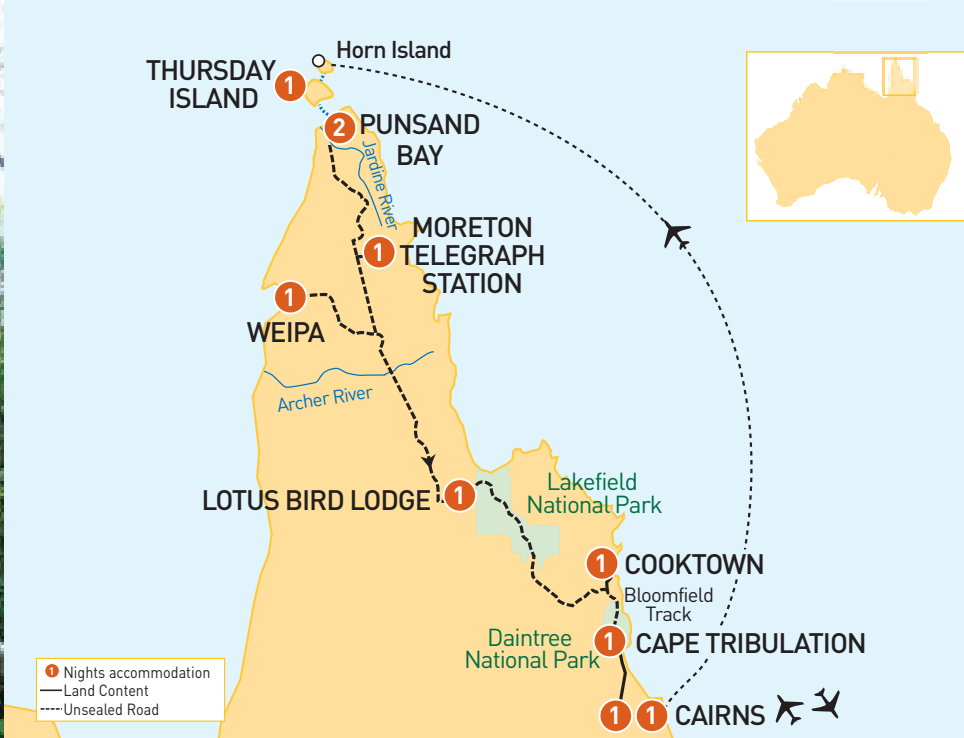 Horn Island
THURSDAY
ISLAND
1
2
PUNSAND
BAY
Jardine River
MORETON
1
TELEGRAPH
STATION
1
WEIPA
Archer River
LOTUS BIRD LODGE
1
Lakefield
National Park
1
COOKTOWN
Bloomfield
Track
Daintree
National Park
1
CAPE TRIBULATION
1
1
CAIRNS
1 Nights accommodation
Land Content
Unsealed Road